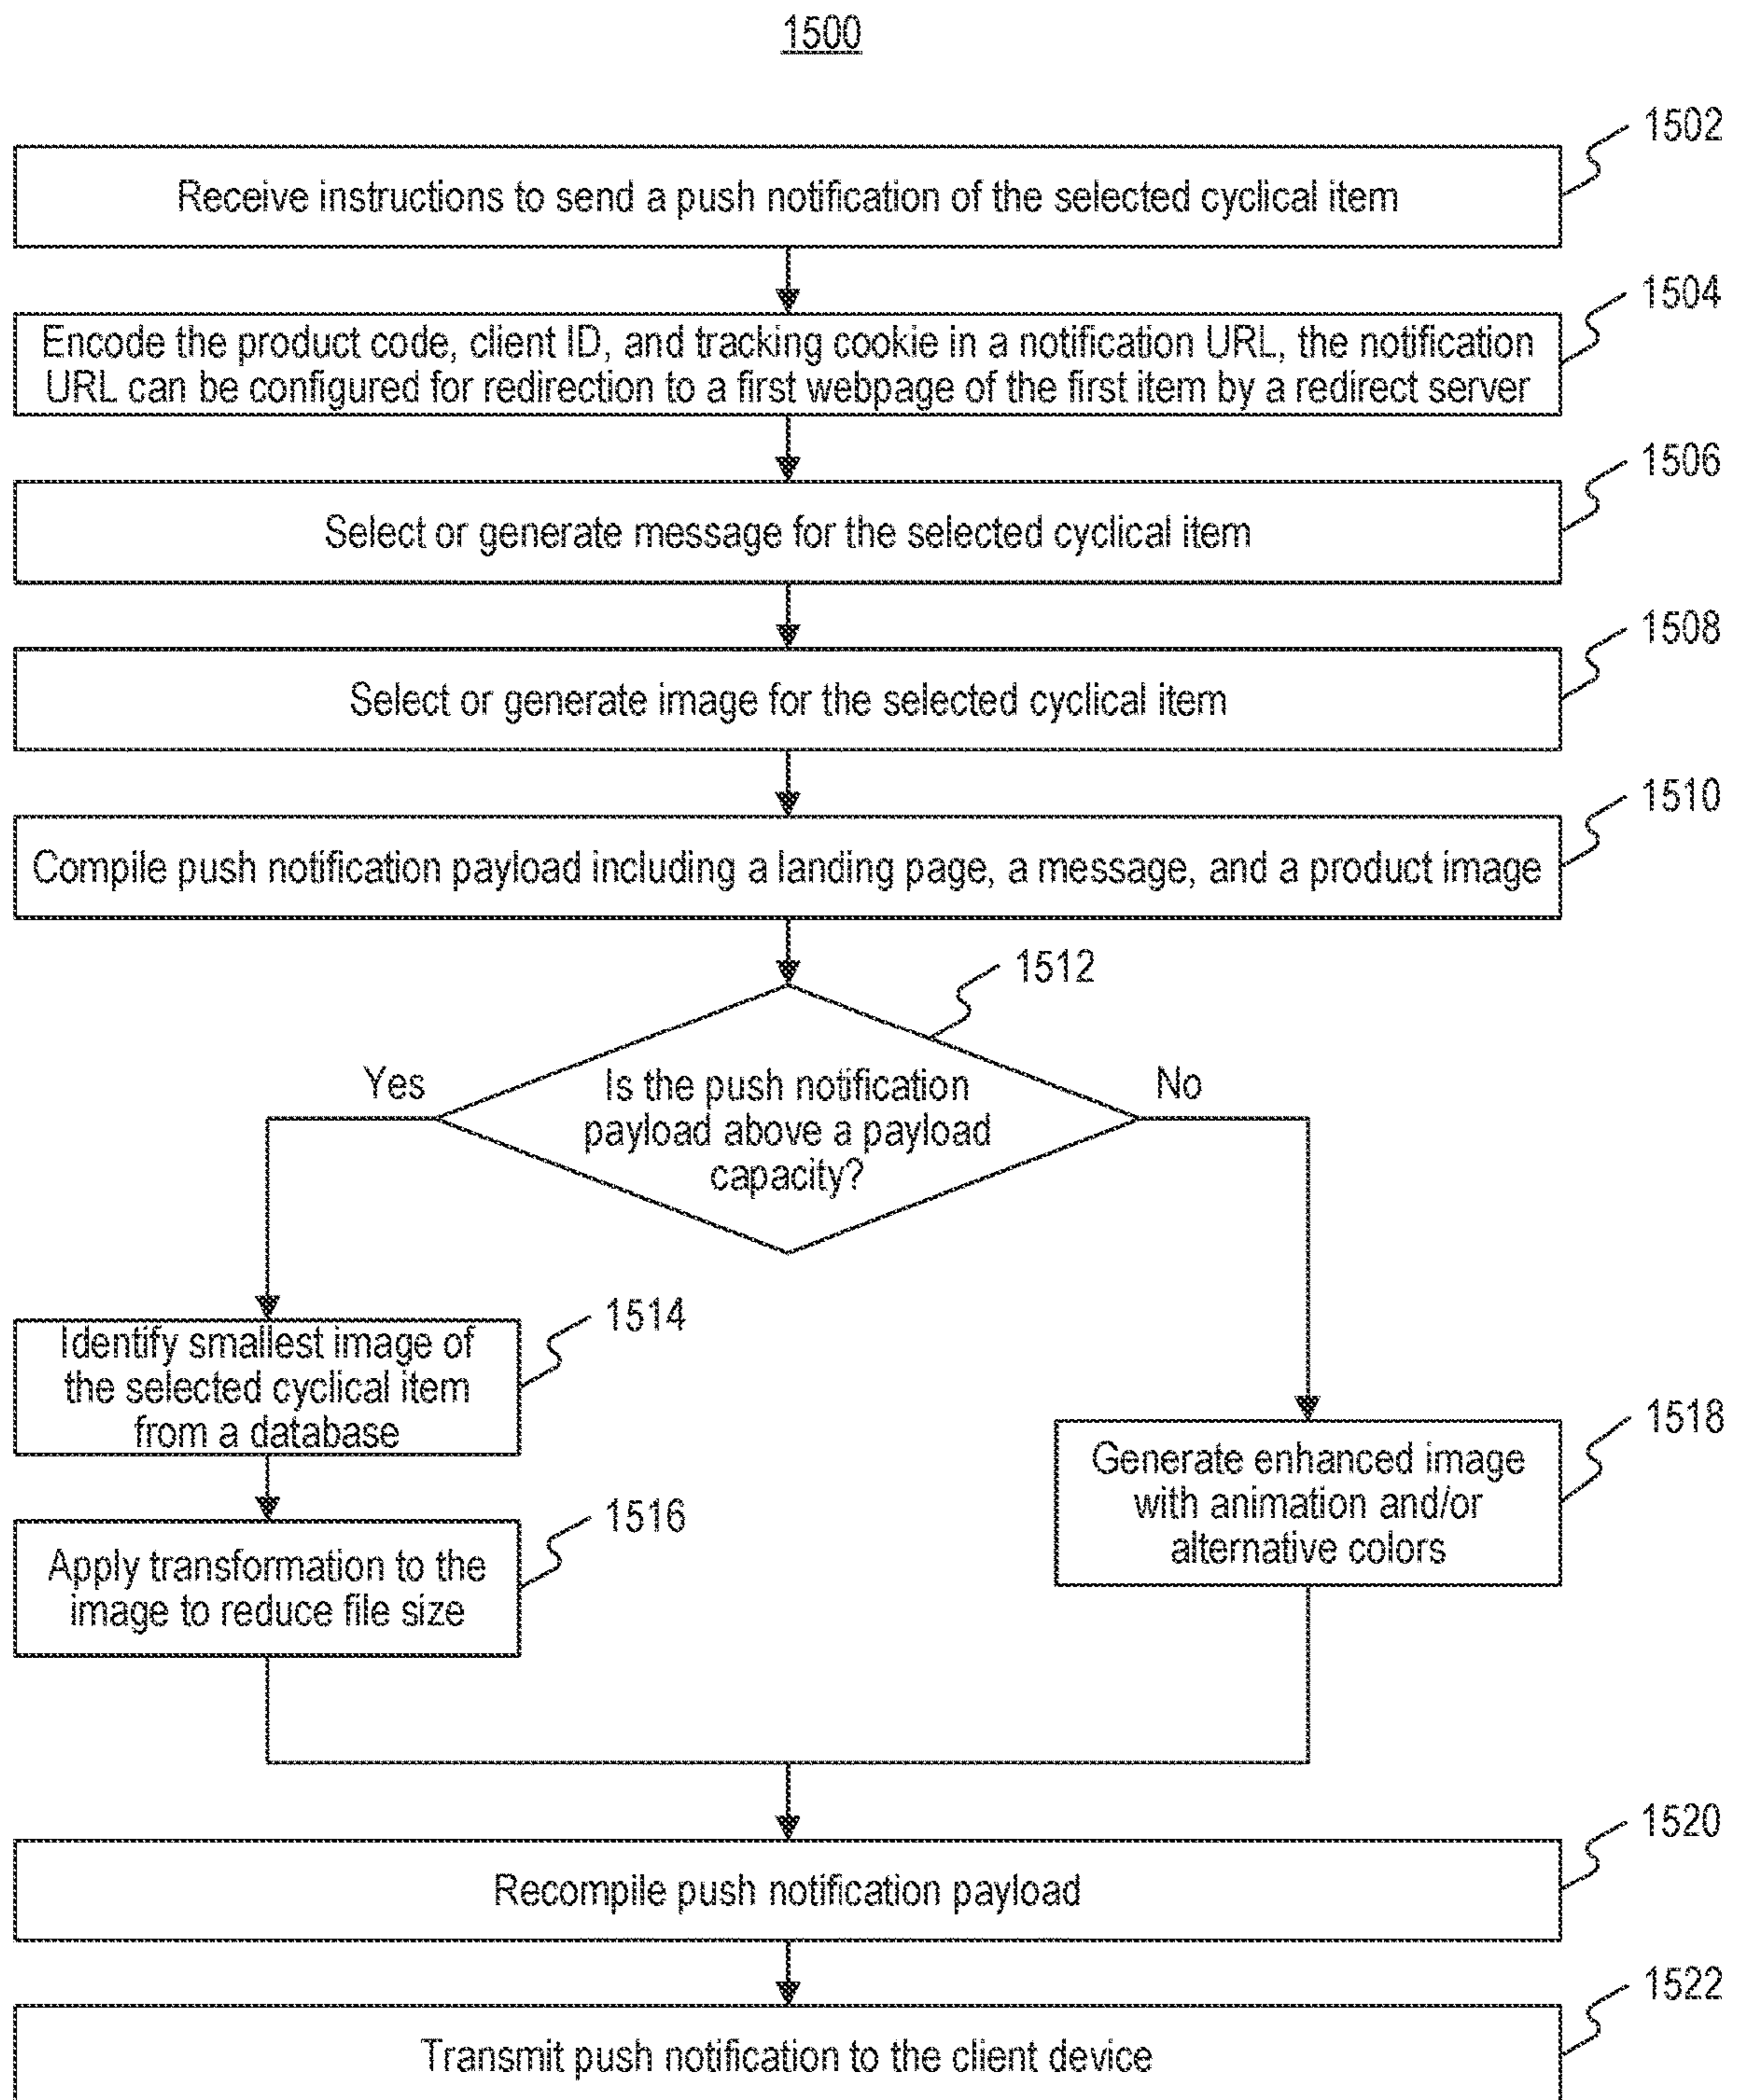 1500
1502
Receive instructions to send a push notification of the selected cyclical item
1504
Encode the product code, client ID, and tracking cookie in a notification URL, the notification
URL can be configured for redirection to a first webpage of the first item by a redirect server
1506
Select or generate message for the selected cyclical item
1508
Select or generate image for the selected cyclical item
1510
Compile push notification payload including a landing page, a message, and a product image
1512
Yes
Is the push notification
payload above a payload
capacity?
No
1514
Identify smallest image of
the selected cyclical item
from a database
1516
Apply transformation to the
image to reduce file size
1518
Generate enhanced image
with animation and/or
alternative colors
1520
Recompile push notification payload
1522
Transmit push notification to the client device